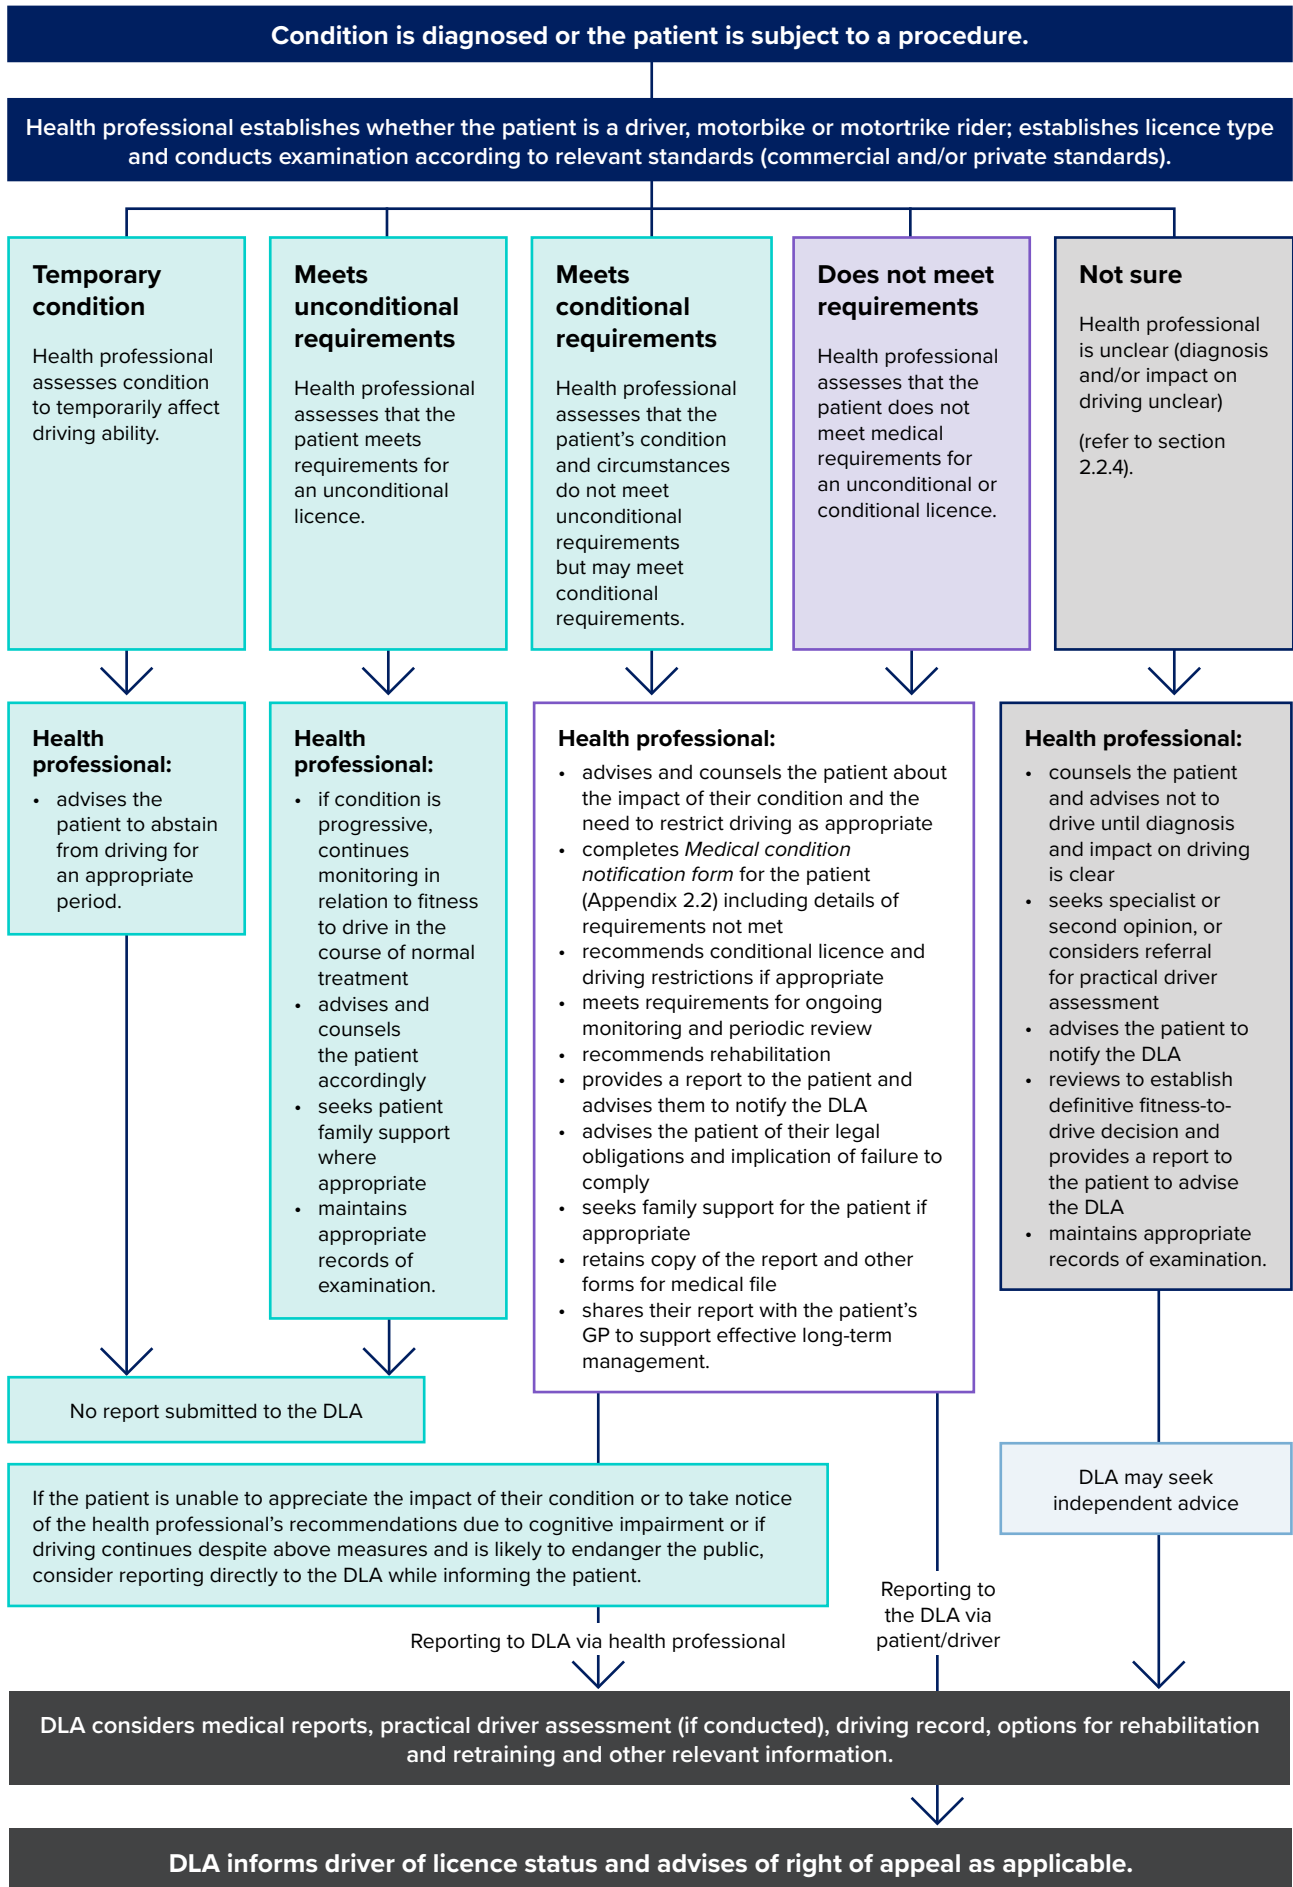 Condition is diagnosed or the patient is subject to a procedure.
Health professional establishes whether the patient is a driver, motorbike or motortrike rider; establishes licence type
and conducts examination according to relevant standards (commercial and/or private standards).
Temporary
condition
Health professional
assesses condition
to temporarily affect
driving ability.
Meets
unconditional
requirements
Health professional
assesses that the
patient meets
requirements for
an unconditional
licence.
Meets
conditional
requirements
Health professional
assesses that the
patient’s condition
and circumstances
do not meet
unconditional
requirements
but may meet
conditional
requirements.
Does not meet
requirements
Health professional
assesses that the
patient does not
meet medical
requirements for
an unconditional or
conditional licence.
Not sure
Health professional
is unclear (diagnosis
and/or impact on
driving unclear)
(refer to section
2.2.4).
Health
professional:
• advises the
patient to abstain
from driving for
an appropriate
period.
Health
professional:
• if condition is
progressive,
continues
monitoring in
relation to fitness
to drive in the
course of normal
treatment
• advises and
counsels
the patient
accordingly
• seeks patient
family support
where
appropriate
• maintains
appropriate
records of
examination.
Health professional:
• advises and counsels the patient about
the impact of their condition and the
need to restrict driving as appropriate
• completes Medical condition
notification form for the patient
(Appendix 2.2) including details of
requirements not met
• recommends conditional licence and
driving restrictions if appropriate
• meets requirements for ongoing
monitoring and periodic review
• recommends rehabilitation
• provides a report to the patient and
advises them to notify the DLA
• advises the patient of their legal
obligations and implication of failure to
comply
• seeks family support for the patient if
appropriate
• retains copy of the report and other
forms for medical file
• shares their report with the patient’s
GP to support effective long-term
management.
Health professional:
• counsels the patient
and advises not to
drive until diagnosis
and impact on driving
is clear
• seeks specialist or
second opinion, or
considers referral
for practical driver
assessment
• advises the patient to
notify the DLA
• reviews to establish
definitive fitness-to-
drive decision and
provides a report to
the patient to advise
the DLA
• maintains appropriate
records of examination.
No report submitted to the DLA
If the patient is unable to appreciate the impact of their condition or to take notice
of the health professional’s recommendations due to cognitive impairment or if
driving continues despite above measures and is likely to endanger the public,
consider reporting directly to the DLA while informing the patient.
DLA may seek
independent advice
Reporting to DLA via health professional
Reporting to
the DLA via
patient/driver
DLA considers medical reports, practical driver assessment (if conducted), driving record, options for rehabilitation
and retraining and other relevant information.
DLA informs driver of licence status and advises of right of appeal as applicable.